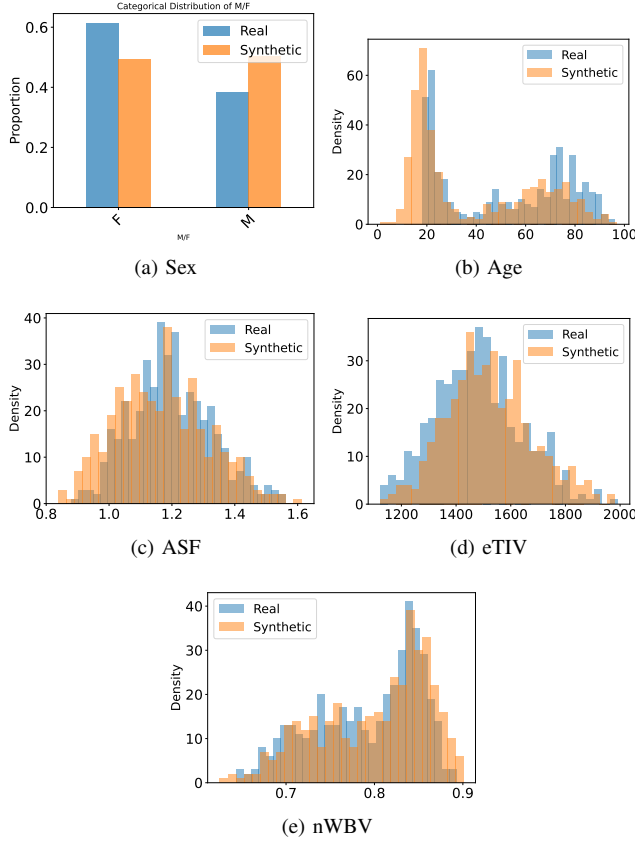 Categorical Distribution of M/F
Real
Synthetic
Proportion
0.6
0.4
0.2
0.0
F
M
M/F
(a) Sex
Real
Synthetic
Density
60
40
20
0
0 20 40 60 80 100
(b) Age
Real
Synthetic
Density
40
30
20
10
0
0.8 1.0 1.2 1.4 1.6
(c) ASF
Real
Synthetic
Density
40
30
20
10
0
1200 1400 1600 1800 2000
(d) eTIV
Real
Synthetic
Density
40
30
20
10
0
0.7 0.8 0.9
(e) nWBV